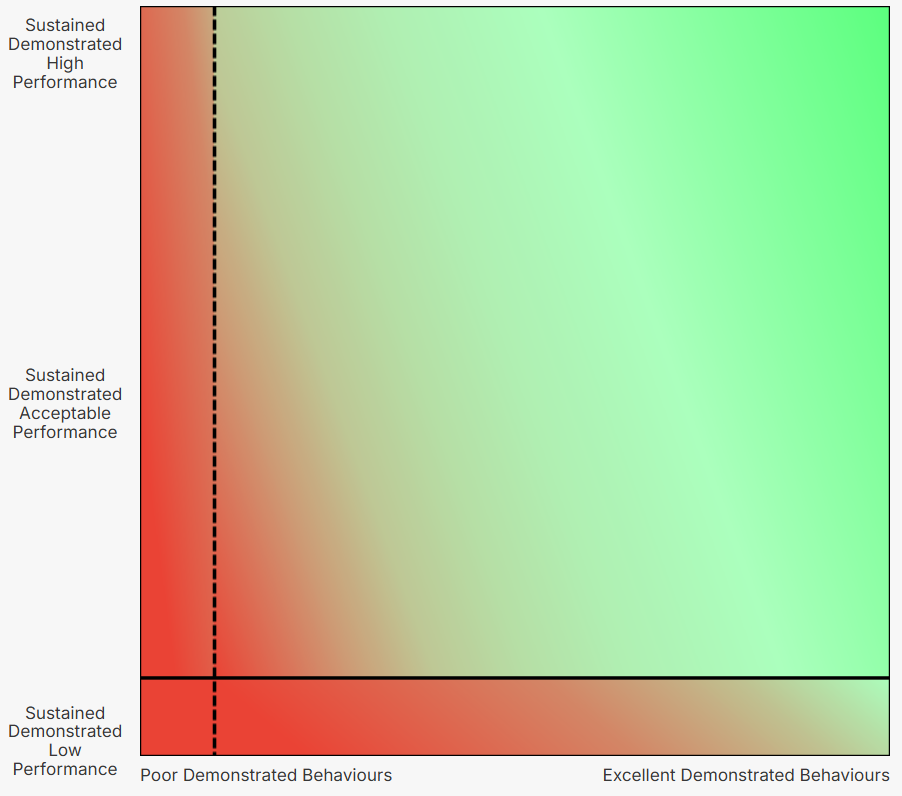 Sustained
Demonstrated
High
Performance
Sustained
Demonstrated
Acceptable
Performance
Sustained
Demonstrated
Low
Performance
Poor Demonstrated Behaviours
Excellent Demonstrated Behaviours